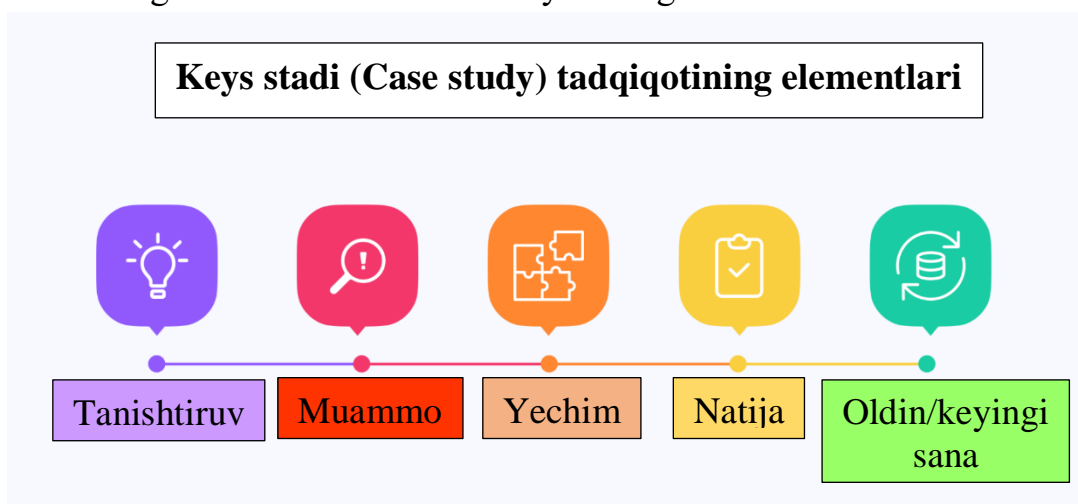 Keys stadi (Case study) tadqiqotining elementlari
Tanishtiruv
Muammo
Yechim
Natija
Oldin/keyingi
sana